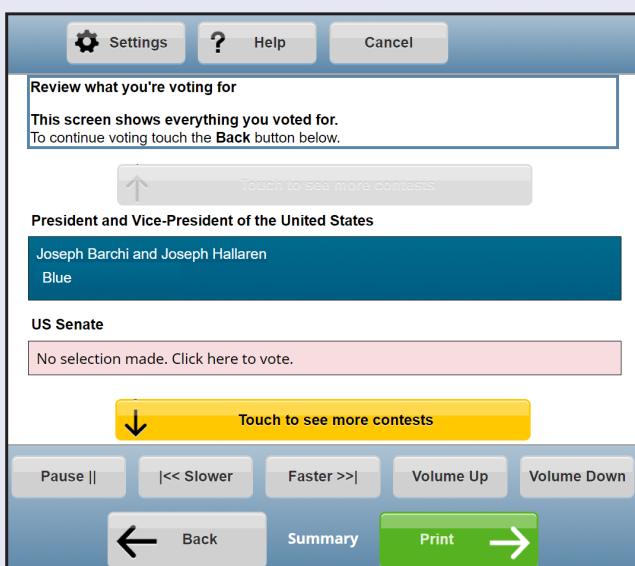 Settings
? Help
Cancel
Review what you're voting for
This screen shows everything you voted for.
To continue voting touch the Back button below.
Touch to see more contests
President and Vice-President of the United States
Joseph Barchi and Joseph Hallaren
Blue
US Senate
No selection made. Click here to vote.
Touch to see more contests
Pause ||
|<< Slower
Faster >>|
Volume Up
Volume Down
Back
Summary
Print